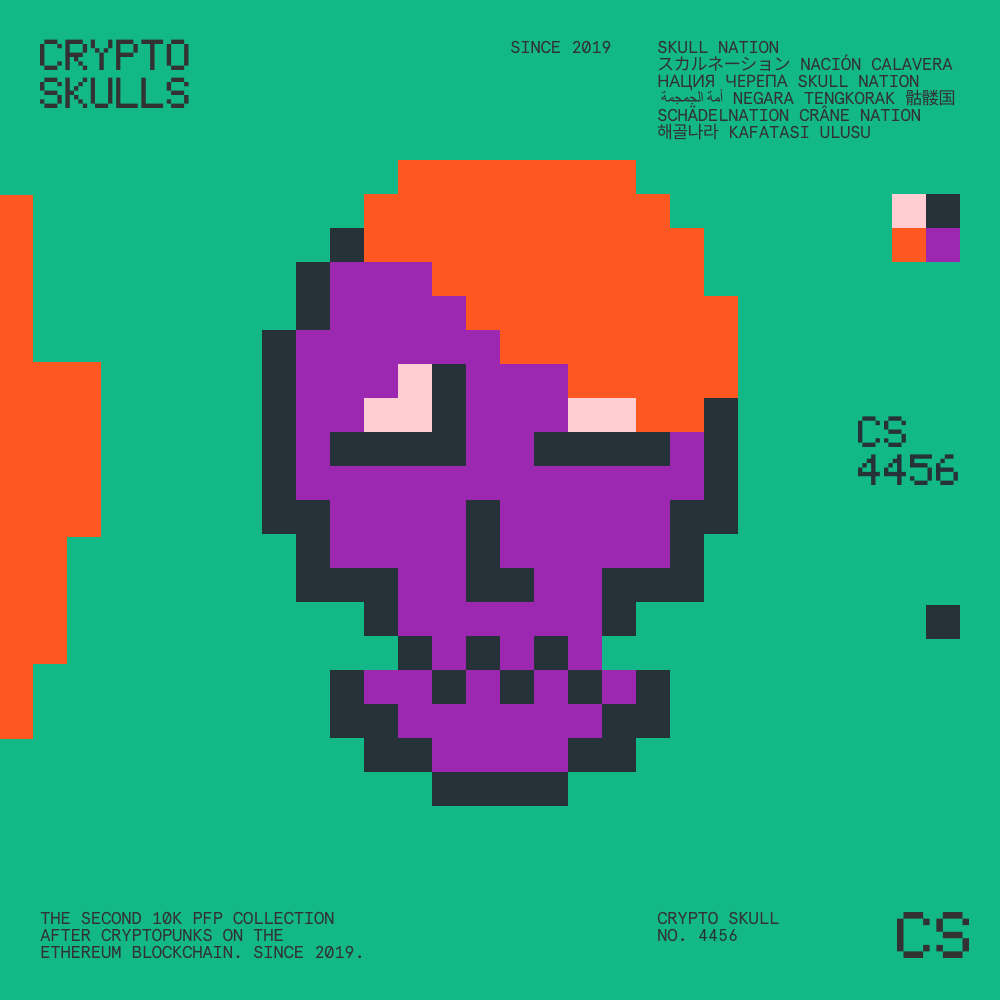 CRYPTO
SKULLS
SINCE 2019
SKULL NATION
スカルネーション NACIÓN CALAVERA
НАЦИЯ ЧЕРЕПА SKULL NATION
أمة الجمجمة NEGARA TENGKORAK 骷髅国
SCHÄDELNATION CRÂNE NATION
해골나라 KAFATASI ULUSU
CS
4456
THE SECOND 10K PFP COLLECTION
AFTER CRYPTOPUNKS ON THE
ETHEREUM BLOCKCHAIN. SINCE 2019.
CRYPTO SKULL
NO. 4456
CS